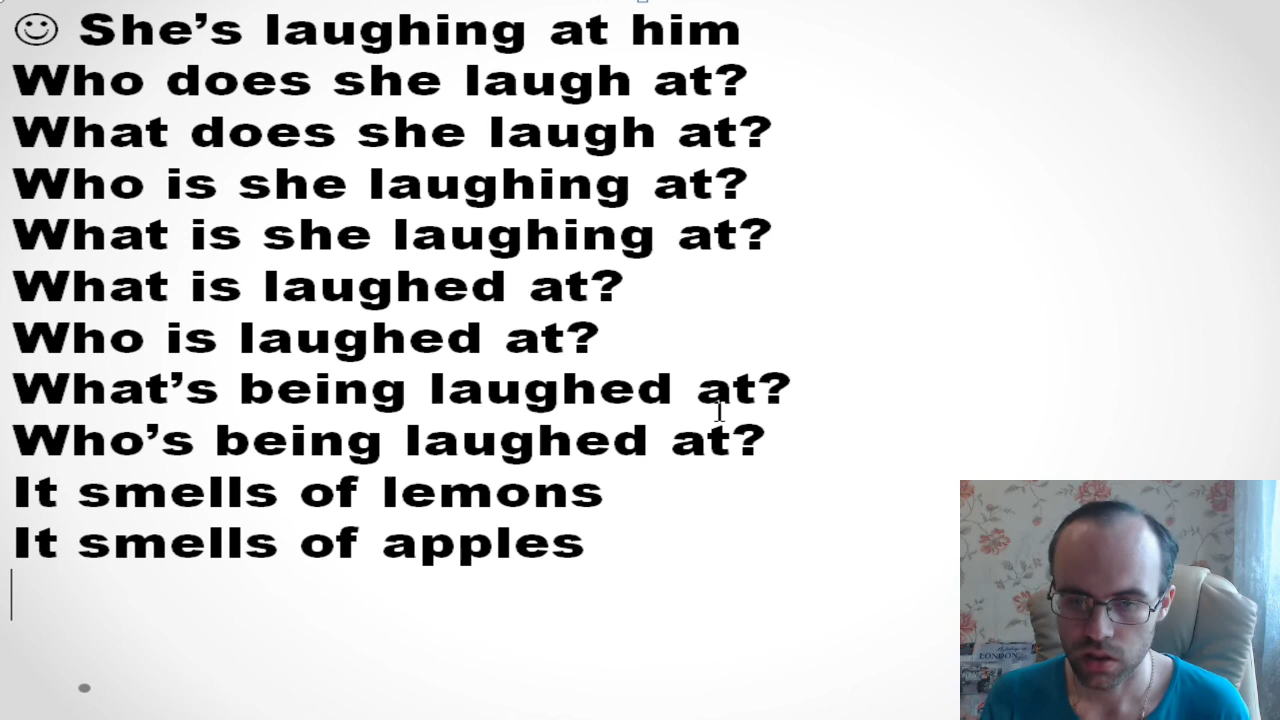 ☺ She’s laughing at him
Who does she laugh at?
What does she laugh at?
Who is she laughing at?
What is she laughing at?
What is laughed at?
Who is laughed at?
What’s being laughed at?
Who’s being laughed at?
It smells of lemons
It smells of apples
LONDON